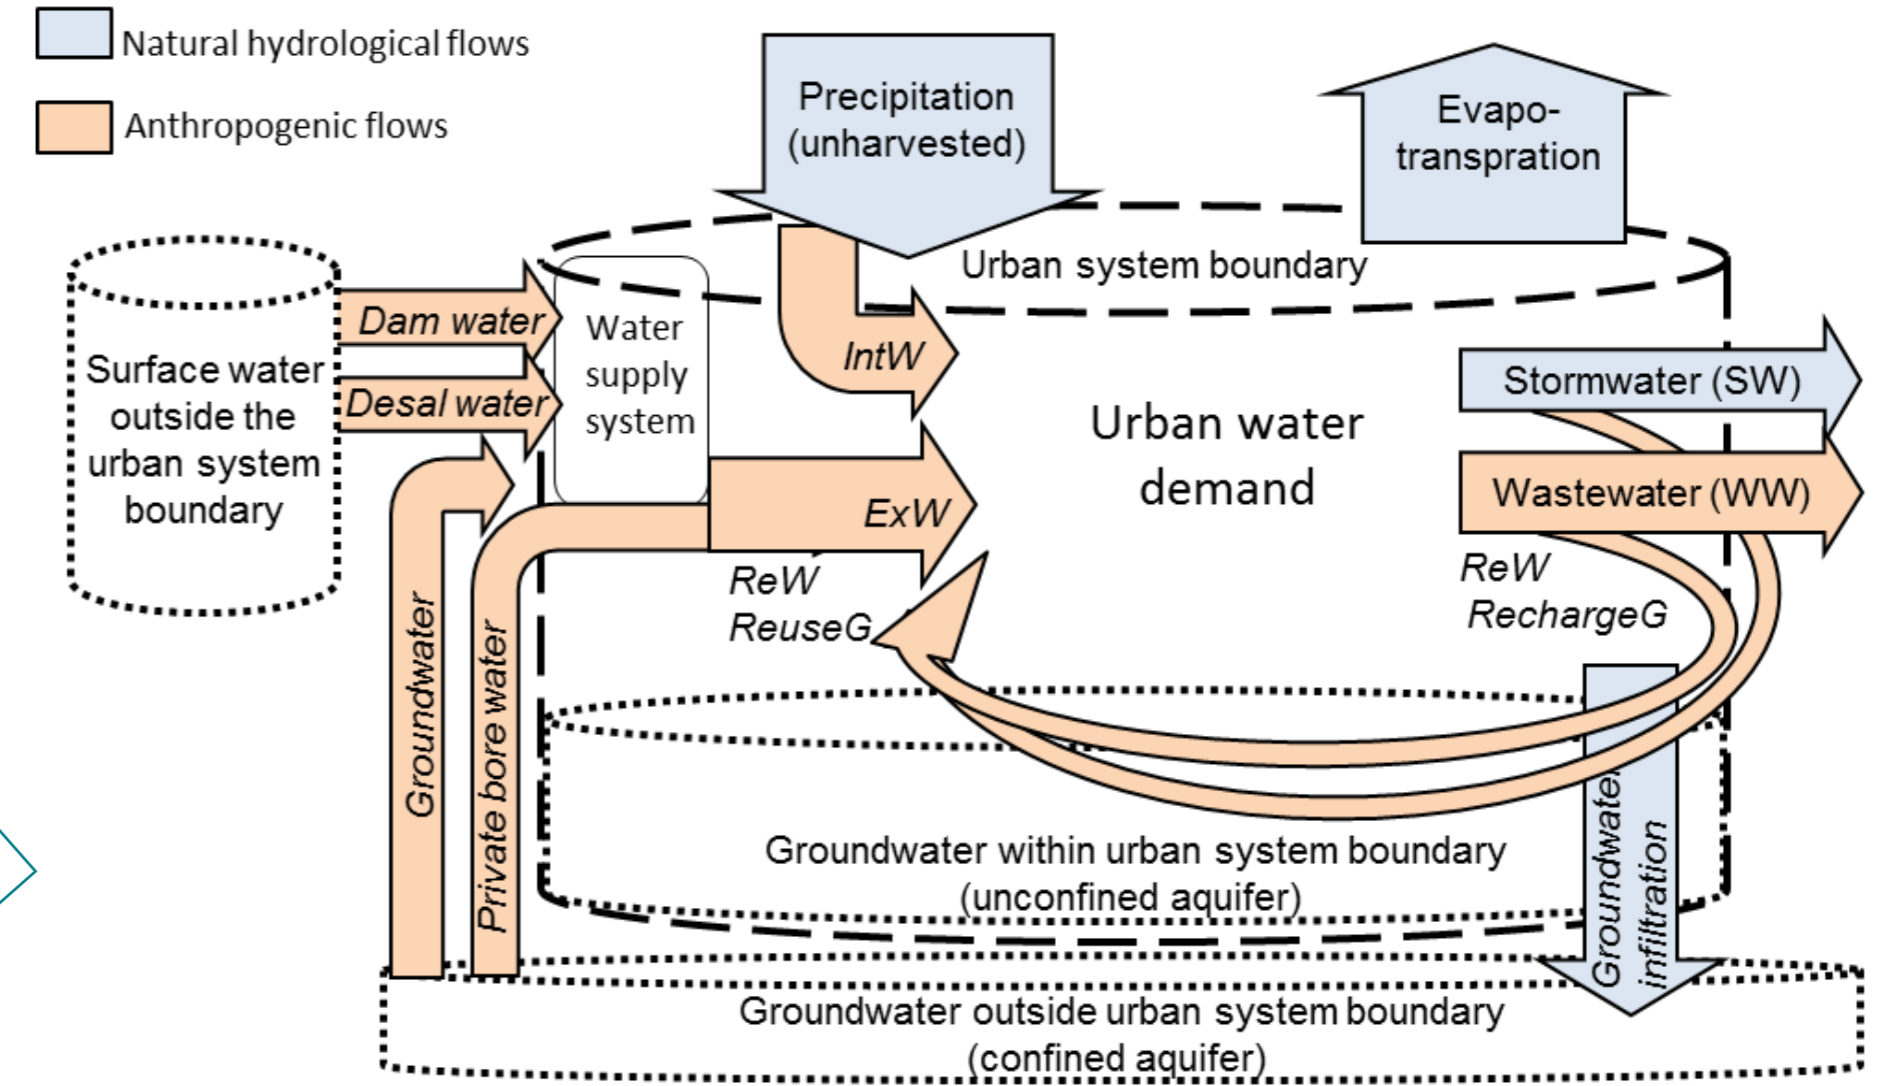 Natural hydrological flows
Anthropogenic flows
Precipitation
(unharvested)
Evapo-
transpration
Urban system boundary
Dam water
Desal water
Surface water
outside the
urban system
boundary
Water
supply
system
IntW
ExW
Urban water
demand
Stormwater (SW)
Wastewater (WW)
ReW
ReuseG
ReW
RechargeG
Groundwater
Private bore water
Groundwater within urban system boundary
(unconfined aquifer)
Groundwater
infiltration
Groundwater outside urban system boundary
(confined aquifer)